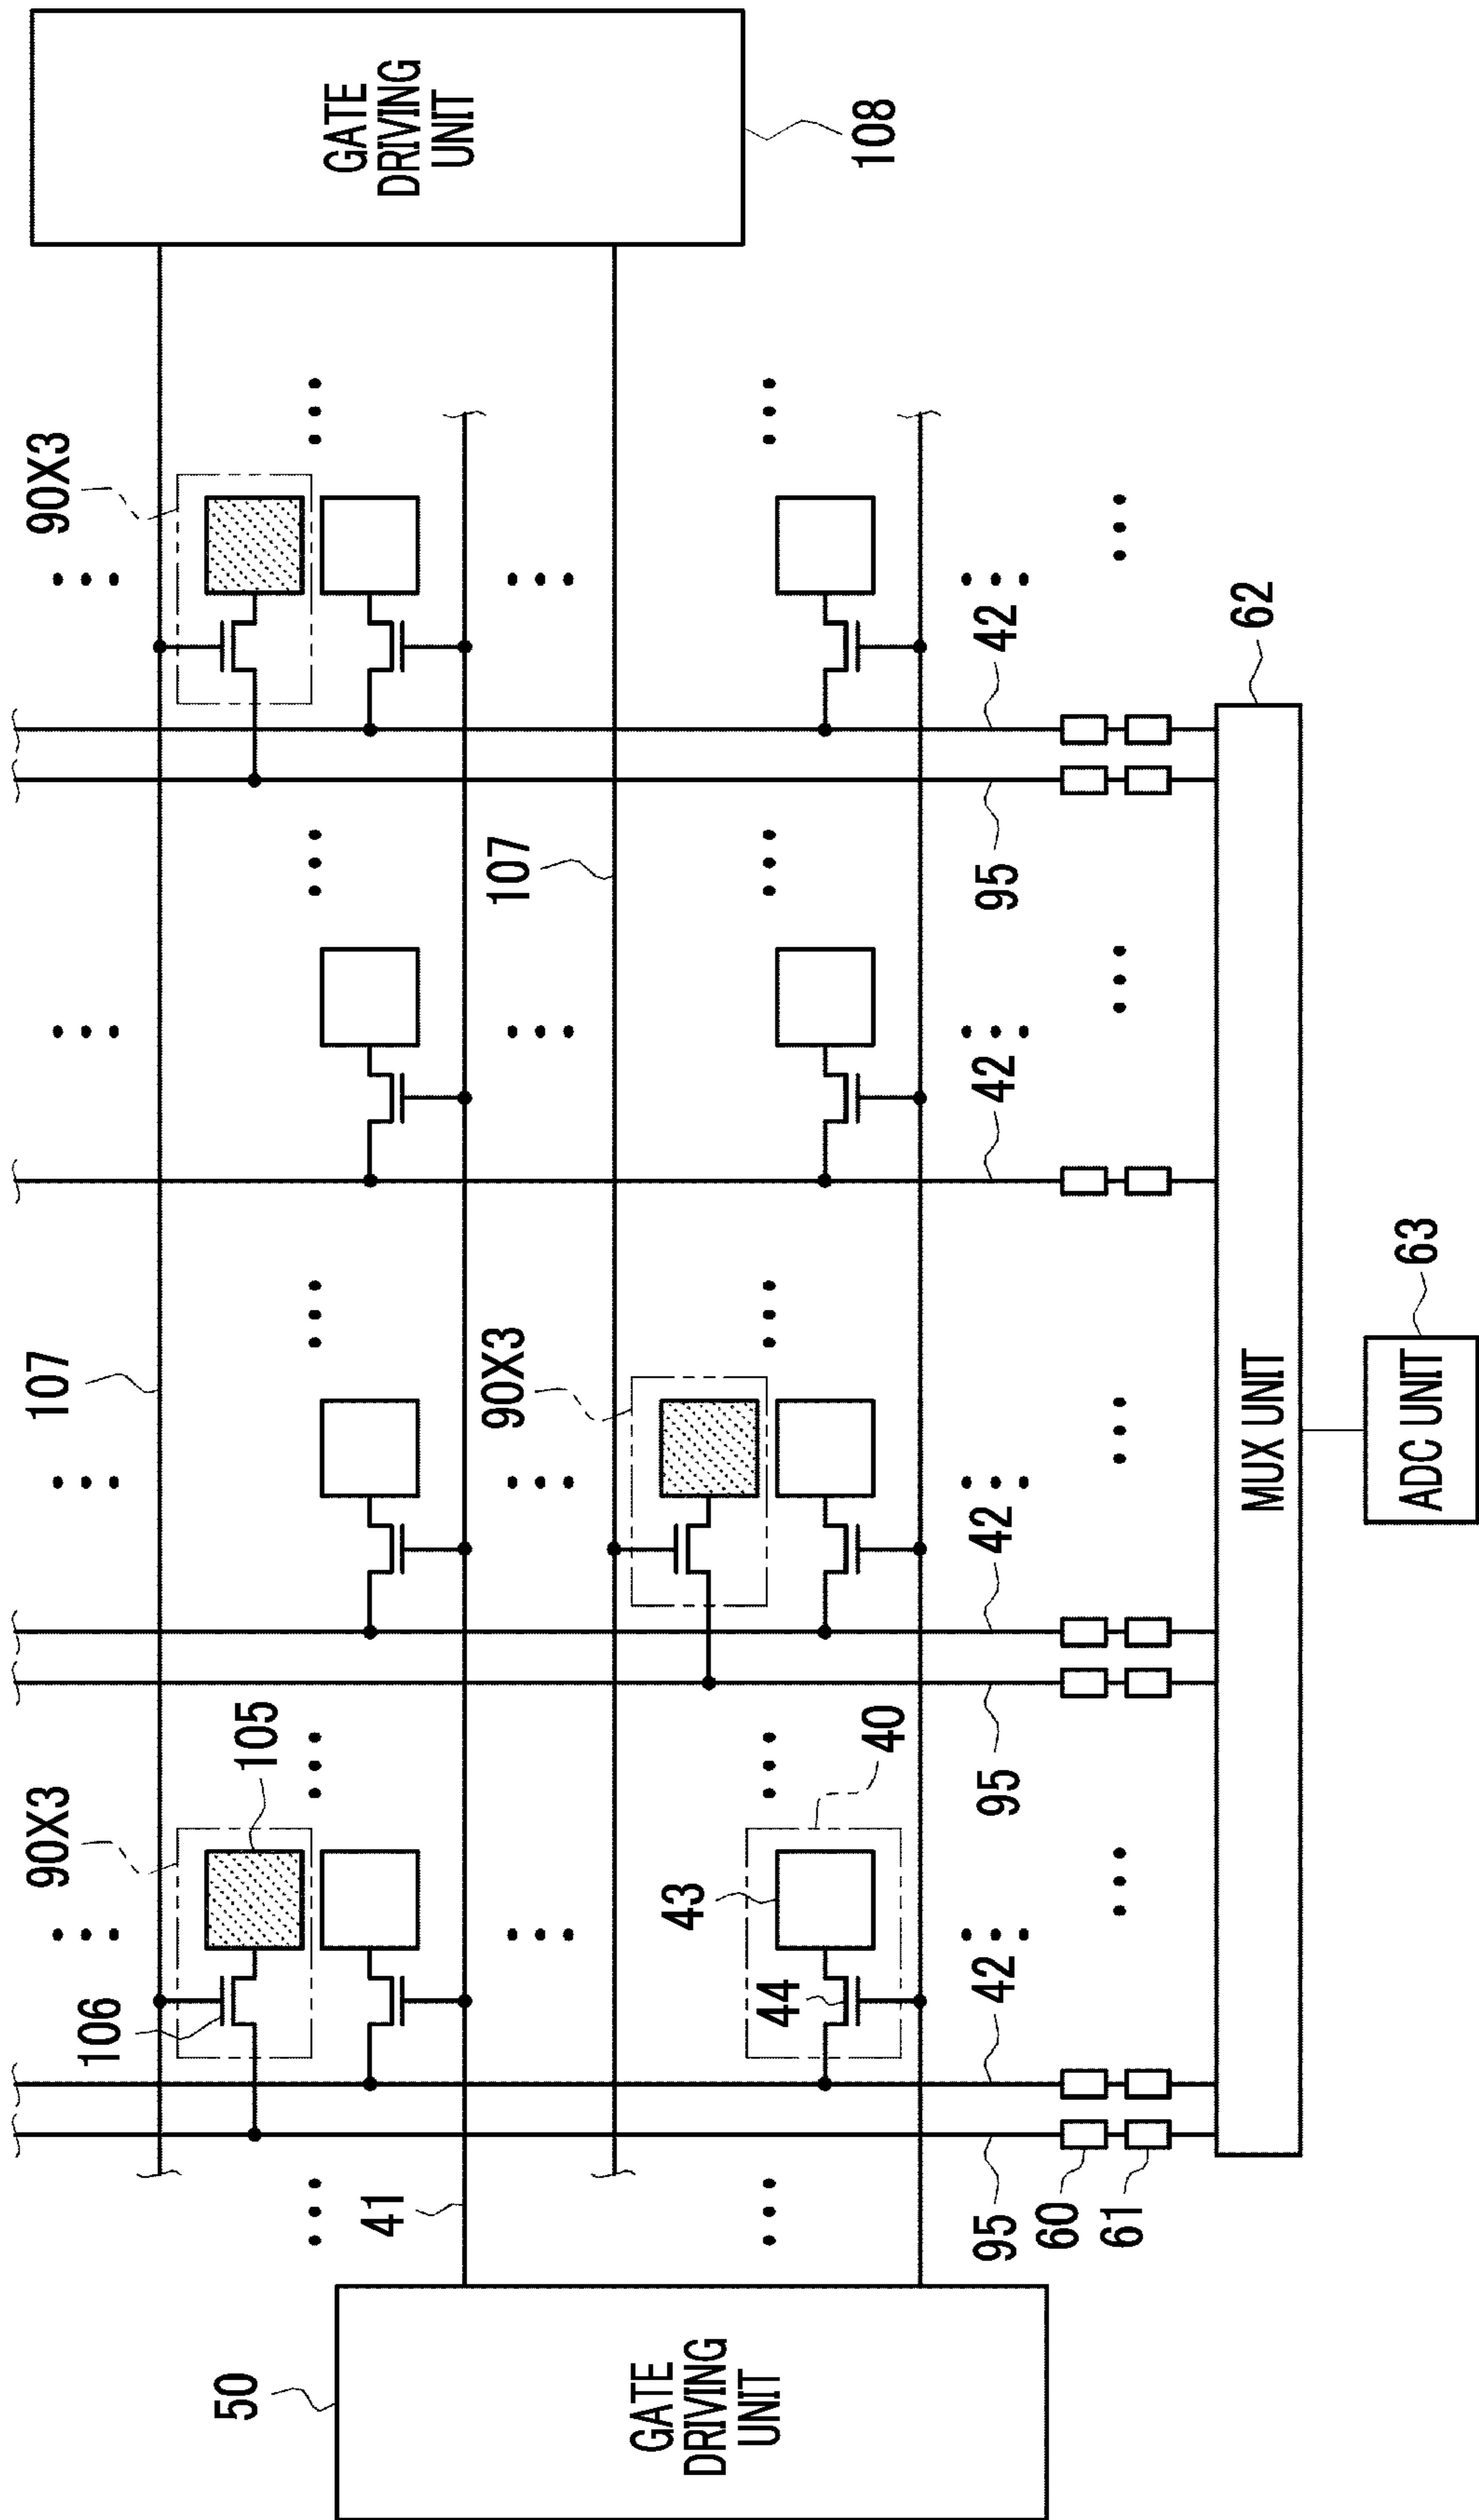 GATE
DRIVING
UNIT
50
GATE
DRIVING
UNIT
108
90X3
107
90X3
105
106
41
107
90X3
40
43
44
95
42
95
42
42
95
42
60
61
62
MUX UNIT
ADC UNIT
63